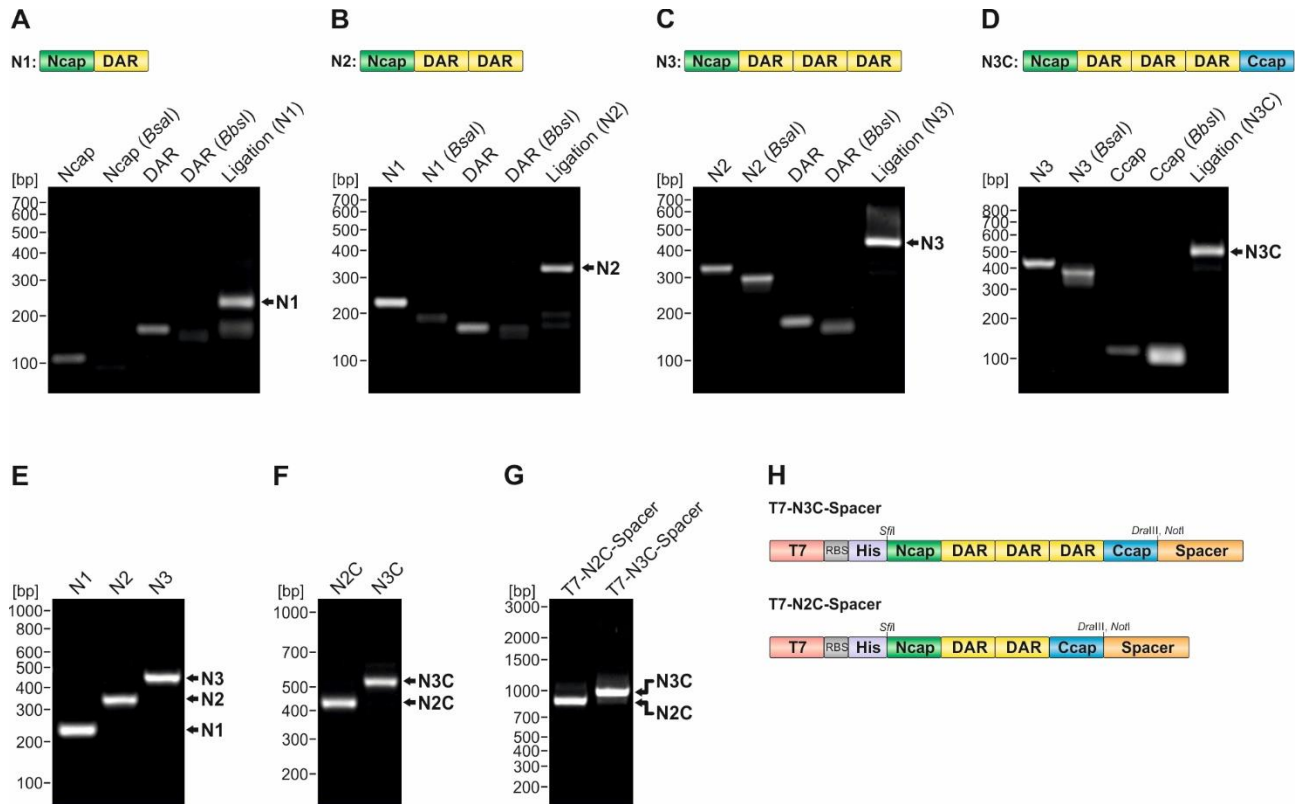 A
N1: Ncap DAR
Ncap
Ncap (BsaI)
DAR
DAR (BbsI)
Ligation (N1)
[bp]
700
600
500
400
300
200
100
N1
B
N2: Ncap DAR DAR
N1
N1 (BsaI)
DAR
DAR (BbsI)
Ligation (N2)
[bp]
700
600
500
400
300
200
100
N2
C
N3: Ncap DAR DAR DAR
N2
N2 (BsaI)
DAR
DAR (BbsI)
Ligation (N3)
[bp]
700
600
500
400
300
200
100
N3
D
N3C: Ncap DAR DAR DAR Ccap
N3
N3 (BsaI)
Ccap
Ccap (BbsI)
Ligation (N3C)
[bp]
800
700
600
500
400
300
200
100
N3C
E
N1
N2
N3
[bp]
1000
800
600
500
400
300
200
100
N3
N2
N1
F
N2C
N3C
[bp]
1000
700
500
400
300
200
N3C
N2C
G
T7-N2C-Spacer
T7-N3C-Spacer
[bp]
3000
2000
1500
1000
700
500
400
300
200
N3C
N2C
H
T7-N3C-Spacer
SfiI
DraIII, NotI
T7 RBS His Ncap DAR DAR DAR Ccap Spacer
T7-N2C-Spacer
SfiI
DraIII, NotI
T7 RBS His Ncap DAR DAR Ccap Spacer